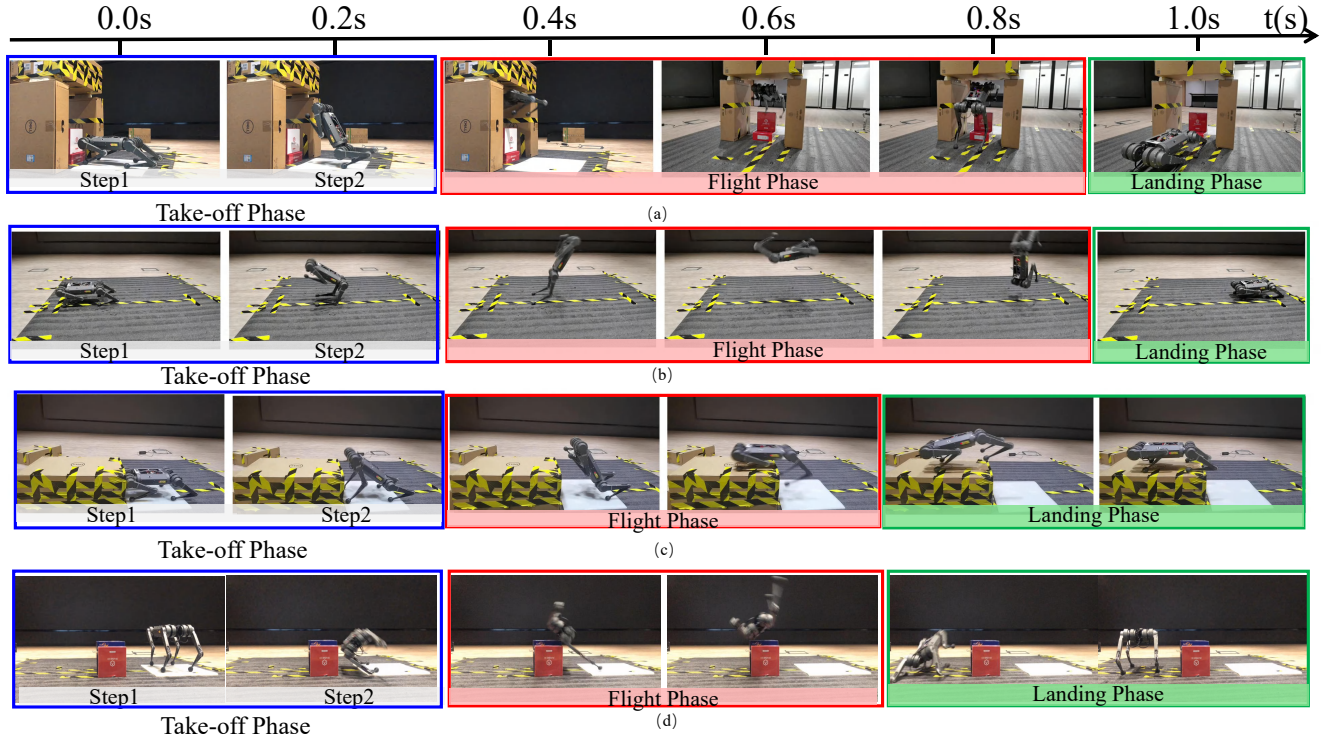 0.0s 0.2s 0.4s 0.6s 0.8s 1.0s t(s)
Step1 Step2 Flight Phase Landing Phase
Take-off Phase (a)
Step1 Step2 Flight Phase Landing Phase
Take-off Phase (b)
Step1 Step2 Flight Phase Landing Phase
Take-off Phase (c)
Step1 Step2 Flight Phase Landing Phase
Take-off Phase (d)